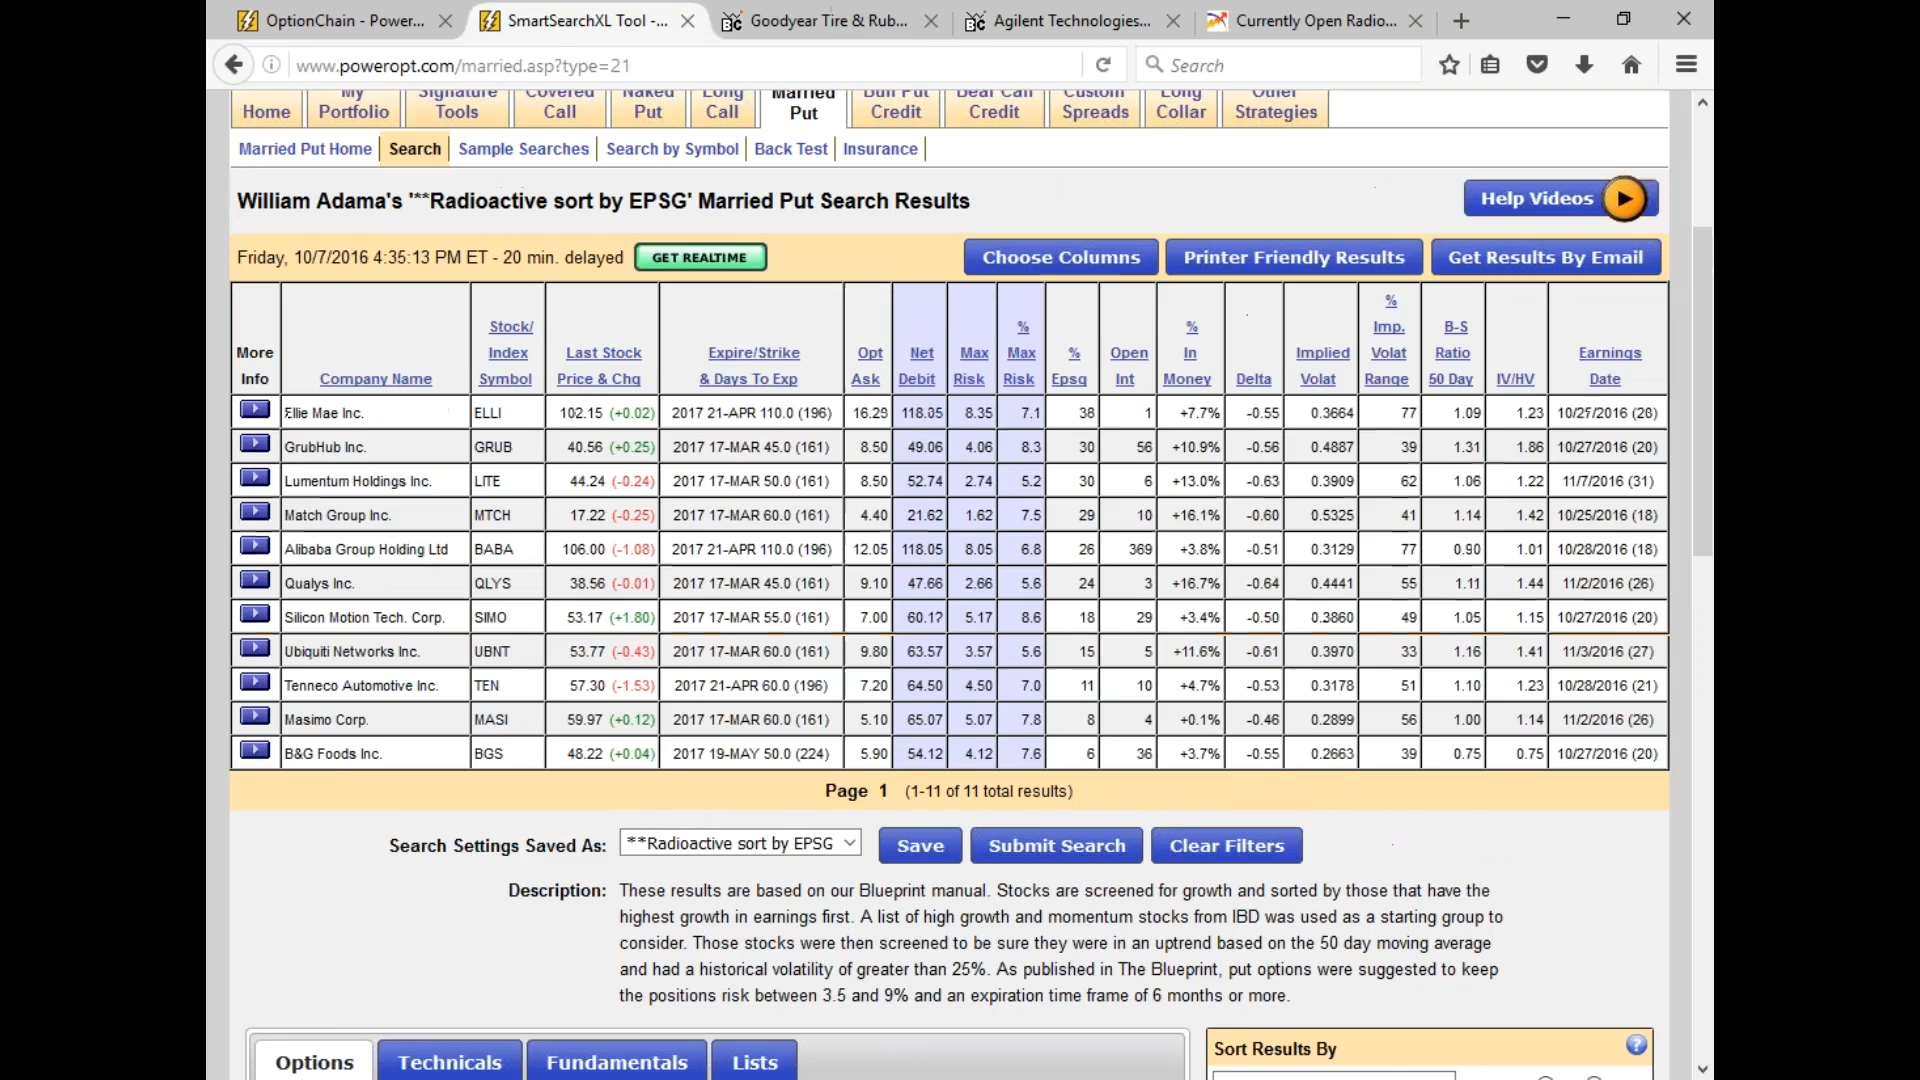 OptionChain - Power... SmartSearchXL Tool -... Goodyear Tire & Rub... Agilent Technologies... Currently Open Radio...
www.poweropt.com/married.asp?type=21 Search
Home My Portfolio Signature Tools Covered Call Naked Put Long Call Married Put Bull Put Credit Bear Call Credit Custom Spreads Long Collar Other Strategies
Married Put Home Search Sample Searches Search by Symbol Back Test Insurance
William Adama's '**Radioactive sort by EPSG' Married Put Search Results Help Videos
Friday, 10/7/2016 4:35:13 PM ET - 20 min. delayed GET REALTIME Choose Columns Printer Friendly Results Get Results By Email
More Info Company Name Stock/ Index Symbol Last Stock Price & Chg Expire/Strike & Days To Exp Opt Ask Net Debit Max Risk % Max Risk % Epsg Open Int % In Money Delta Implied Volat % Imp. Volat Range B-S Ratio 50 Day IV/HV Earnings Date
Ellie Mae Inc. ELLI 102.15 (+0.02) 2017 21-APR 110.0 (196) 16.29 8.35 7.1 38 1 +7.7% -0.55 0.3664 77 1.09 1.23
GrubHub Inc. GRUB 40.56 (+0.25) 2017 17-MAR 45.0 (161) 8.50 49.06 4.06 8.3 30 56 +10.9% -0.56 0.4887 39 1.31 1.86 10/27/2016 (20)
Lumentum Holdings Inc. LITE 44.24 (-0.24) 2017 17-MAR 50.0 (161) 8.50 52.74 2.74 5.2 30 6 +13.0% -0.63 0.3909 62 1.06 1.22 11/7/2016 (31)
Match Group Inc. MTCH 17.22 (-0.25) 2017 17-MAR 60.0 (161) 4.40 21.62 1.62 7.5 29 10 +16.1% -0.60 0.5325 41 1.14 1.42 10/25/2016 (18)
Alibaba Group Holding Ltd BABA 106.00 (-1.08) 2017 21-APR 110.0 (196) 12.05 118.05 8.05 6.8 26 369 +3.8% -0.51 0.3129 77 0.90 1.01 10/28/2016 (18)
Qualys Inc. QLYS 38.56 (-0.01) 2017 17-MAR 45.0 (161) 9.10 47.66 2.66 5.6 24 3 +16.7% -0.64 0.4441 55 1.11 1.44 11/2/2016 (26)
Silicon Motion Tech. Corp. SIMO 53.17 (+1.80) 2017 17-MAR 55.0 (161) 7.00 60.17 5.17 8.6 18 29 +3.4% -0.50 0.3860 49 1.05 1.15 10/27/2016 (20)
Ubiquiti Networks Inc. UBNT 53.77 (-0.43) 2017 17-MAR 60.0 (161) 9.80 63.57 3.57 5.6 15 5 +11.6% -0.61 0.3970 33 1.16 1.41 11/3/2016 (27)
Tenneco Automotive Inc. TEN 57.30 (-1.53) 2017 21-APR 60.0 (196) 7.20 64.50 4.50 7.0 11 10 +4.7% -0.53 0.3178 51 1.10 1.23 10/28/2016 (21)
Masimo Corp. MASI 59.97 (+0.12) 2017 17-MAR 60.0 (161) 5.10 65.07 5.07 7.8 8 4 +0.1% -0.46 0.2899 56 1.00 1.14 11/2/2016 (26)
B&G Foods Inc. BGS 48.22 (+0.04) 2017 19-MAY 50.0 (224) 5.90 54.12 4.12 7.6 6 36 +3.7% -0.55 0.2663 39 0.75 0.75 10/27/2016 (20)
Page 1 (1-11 of 11 total results)
Search Settings Saved As: **Radioactive sort by EPSG Save Submit Search Clear Filters
Description: These results are based on our Blueprint manual. Stocks are screened for growth and sorted by those that have the
highest growth in earnings first. A list of high growth and momentum stocks from IBD was used as a starting group to
consider. Those stocks were then screened to be sure they were in an uptrend based on the 50 day moving average
and had a historical volatility of greater than 25%. As published in The Blueprint, put options were suggested to keep
the positions risk between 3.5 and 9% and an expiration time frame of 6 months or more.
Options Technicals Fundamentals Lists Sort Results By ?